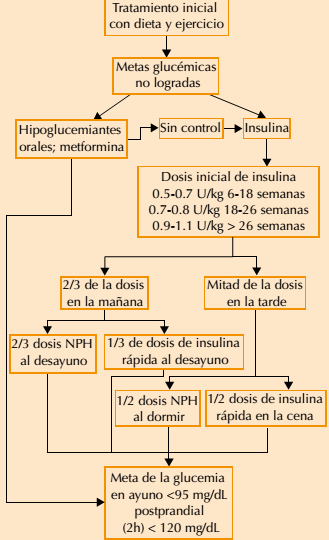 Tratamiento inicial
con dieta y ejercicio
Metas glucémicas
no logradas
Hipoglucemiantes
orales; metformina
Sin control
Insulina
Dosis inicial de insulina
0.5-0.7 U/kg 6-18 semanas
0.7-0.8 U/kg 18-26 semanas
0.9-1.1 U/kg > 26 semanas
2/3 de la dosis
en la mañana
Mitad de la dosis
en la tarde
2/3 dosis NPH
al desayuno
1/3 de dosis de insulina
rápida al desayuno
1/2 dosis NPH
al dormir
1/2 dosis de insulina
rápida en la cena
Meta de la glucemia
en ayuno <95 mg/dL
postprandial
(2h) < 120 mg/dL